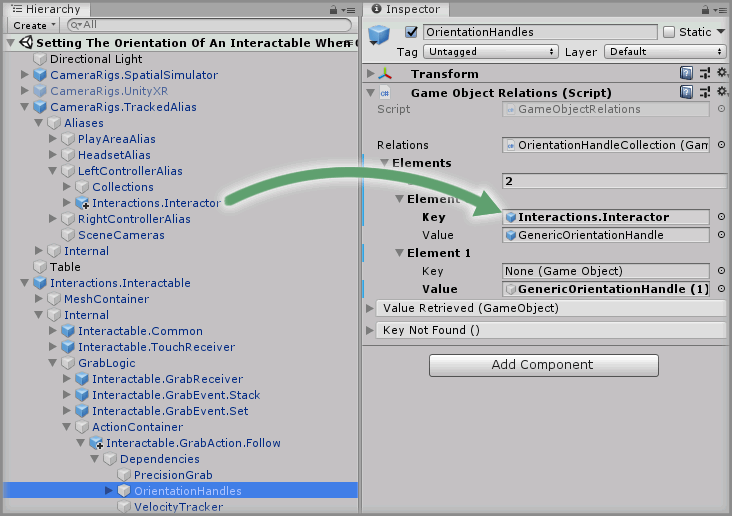 Hierarchy
Create
All
Setting The Orientation Of An Interactable When
Directional Light
CameraRigs.SpatialSimulator
CameraRigs.UnityXR
CameraRigs.TrackedAlias
Aliases
PlayAreaAlias
HeadsetAlias
LeftControllerAlias
Collections
Interactions.Interactor
RightControllerAlias
SceneCameras
Internal
Table
Interactions.Interactable
MeshContainer
Internal
Interactable.Common
Interactable.TouchReceiver
GrabLogic
Interactable.GrabReceiver
Interactable.GrabEvent.Stack
Interactable.GrabEvent.Set
ActionContainer
Interactable.GrabAction.Follow
Dependencies
PrecisionGrab
OrientationHandles
VelocityTracker
Inspector
OrientationHandles
Static
Tag Untagged Layer Default
Transform
Game Object Relations (Script)
Script GameObjectRelations
Relations OrientationHandleCollection (Gam
Elements
2
Element
Key Interactions.Interactor
Value GenericOrientationHandle
Element 1
Key None (Game Object)
Value GenericOrientationHandle (1)
Value Retrieved (GameObject)
Key Not Found ()
Add Component